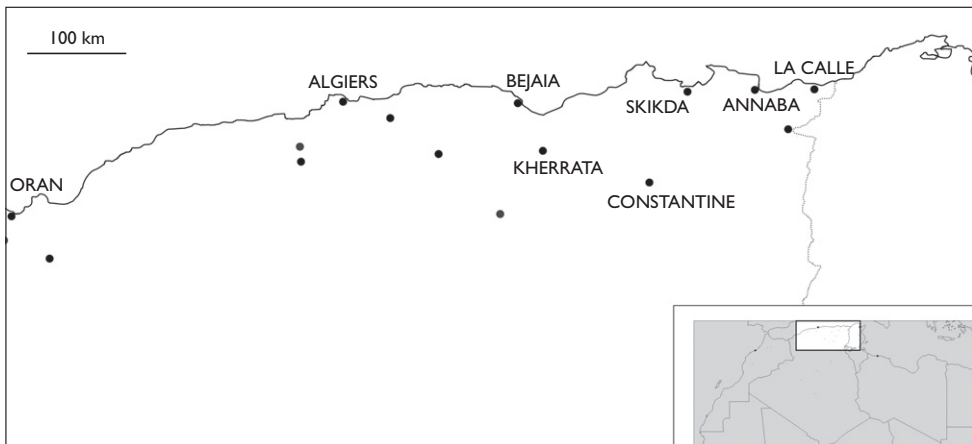 100 km
LA CALLE
ALGIERS
BEJAIA
SKIKDA
ANNABA
KHERRATA
ORAN
CONSTANTINE